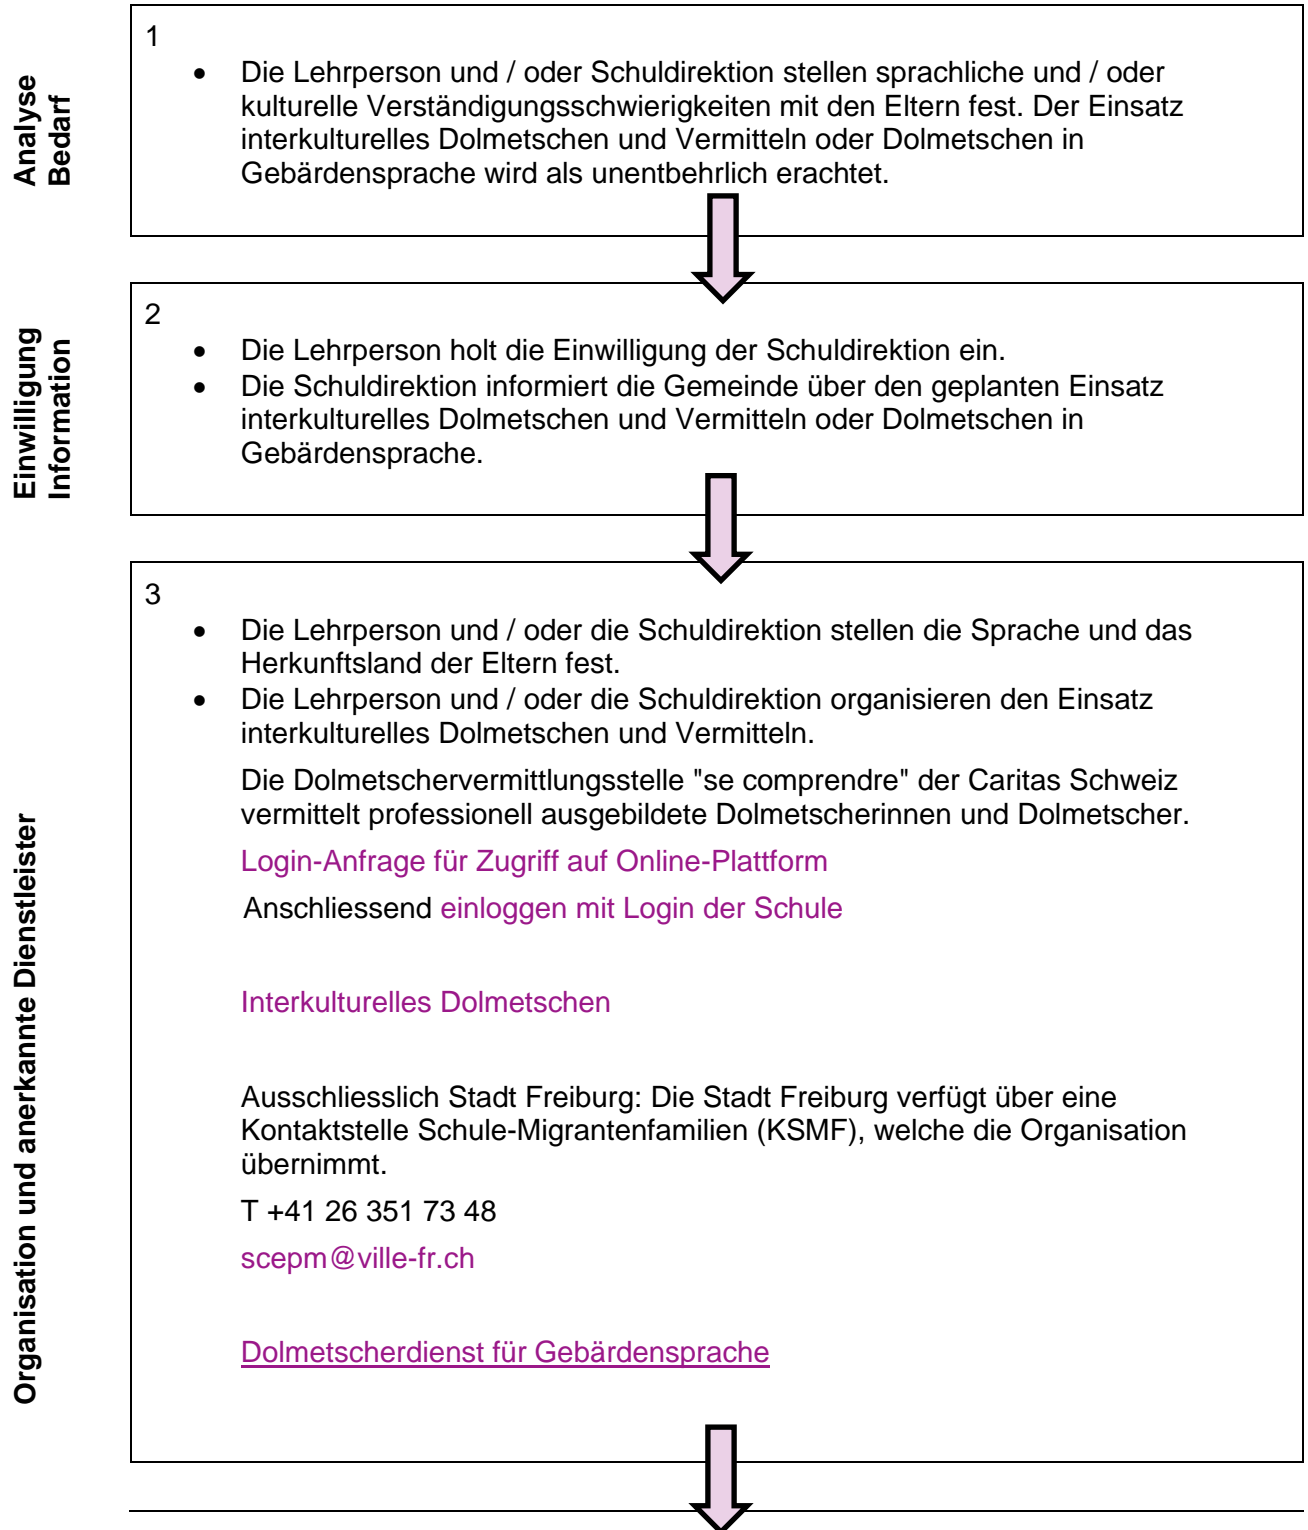 Analyse
Bedarf
1
• Die Lehrperson und / oder Schuldirektion stellen sprachliche und / oder
kulturelle Verständigungsschwierigkeiten mit den Eltern fest. Der Einsatz
interkulturelles Dolmetschen und Vermitteln oder Dolmetschen in
Gebärdensprache wird als unentbehrlich erachtet.
Einwilligung
Information
2
• Die Lehrperson holt die Einwilligung der Schuldirektion ein.
• Die Schuldirektion informiert die Gemeinde über den geplanten Einsatz
interkulturelles Dolmetschen und Vermitteln oder Dolmetschen in
Gebärdensprache.
Organisation und anerkannte Dienstleister
3
• Die Lehrperson und / oder die Schuldirektion stellen die Sprache und das
Herkunftsland der Eltern fest.
• Die Lehrperson und / oder die Schuldirektion organisieren den Einsatz
interkulturelles Dolmetschen und Vermitteln.
Die Dolmetschervermittlungsstelle "se comprendre" der Caritas Schweiz
vermittelt professionell ausgebildete Dolmetscherinnen und Dolmetscher.
Login-Anfrage für Zugriff auf Online-Plattform
Anschliessend einloggen mit Login der Schule
Interkulturelles Dolmetschen
Ausschliesslich Stadt Freiburg: Die Stadt Freiburg verfügt über eine
Kontaktstelle Schule-Migrantenfamilien (KSMF), welche die Organisation
übernimmt.
T +41 26 351 73 48
scepm@ville-fr.ch
Dolmetscherdienst für Gebärdensprache